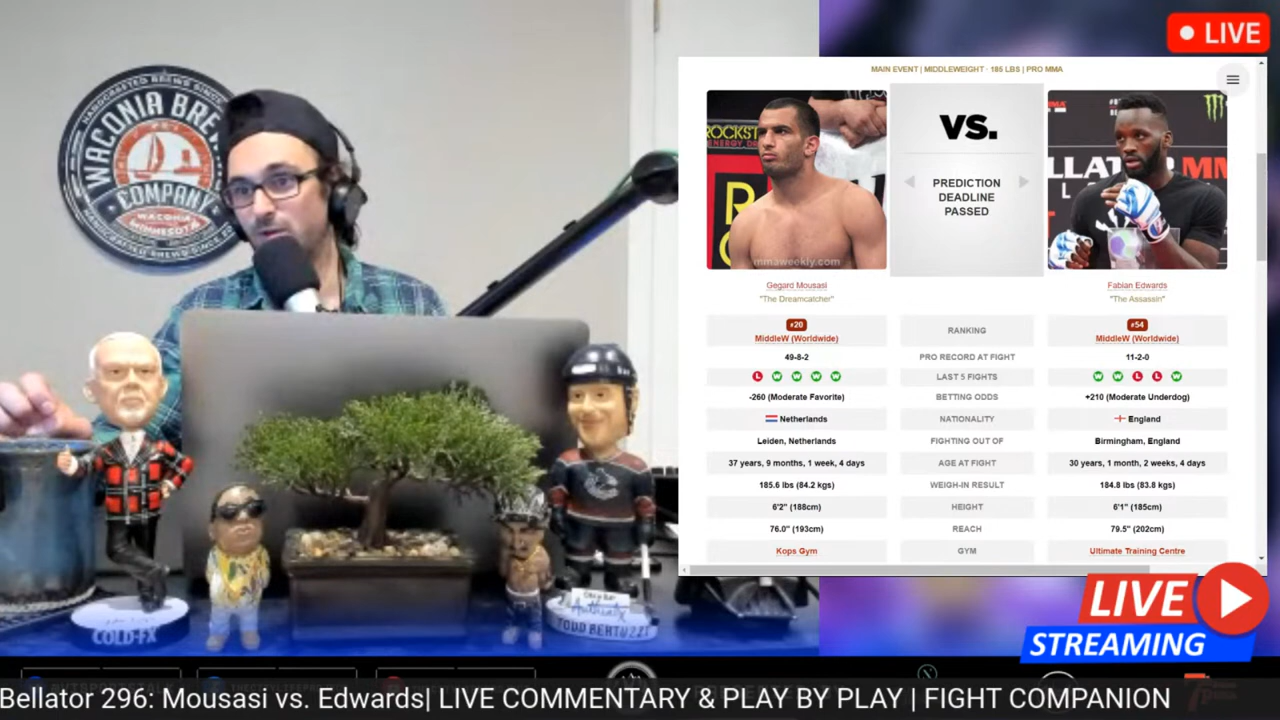 LIVE
MAIN EVENT | MIDDLEWEIGHT · 185 LBS | PRO MMA
HANDCRAFTED BREWS SINCE
WACONIA BREWING
COMPANY
WACONIA
MINNESOTA
ROCKST
ENERGY DR
R
mmaweekly.com
VS.
PREDICTION
DEADLINE
PASSED
LLATOR MM
Gegard Mousasi
Fabian Edwards
"The Dreamcatcher"
"The Assassin"
#20
MiddleW (Worldwide)
RANKING
#54
MiddleW (Worldwide)
49-8-2
PRO RECORD AT FIGHT
11-2-0
L W W W W
LAST 5 FIGHTS
W W L L W
-260 (Moderate Favorite)
BETTING ODDS
+210 (Moderate Underdog)
Netherlands
NATIONALITY
England
Leiden, Netherlands
FIGHTING OUT OF
Birmingham, England
37 years, 9 months, 1 week, 4 days
AGE AT FIGHT
30 years, 1 month, 2 weeks, 4 days
185.6 lbs (84.2 kgs)
WEIGH-IN RESULT
184.8 lbs (83.8 kgs)
6'2" (188cm)
HEIGHT
6'1" (185cm)
76.0" (193cm)
REACH
79.5" (202cm)
Kops Gym
GYM
Ultimate Training Centre
COLD-FX
TODD BERTUZZI
LIVE
STREAMING
Bellator 296: Mousasi vs. Edwards| LIVE COMMENTARY & PLAY BY PLAY | FIGHT COMPANION